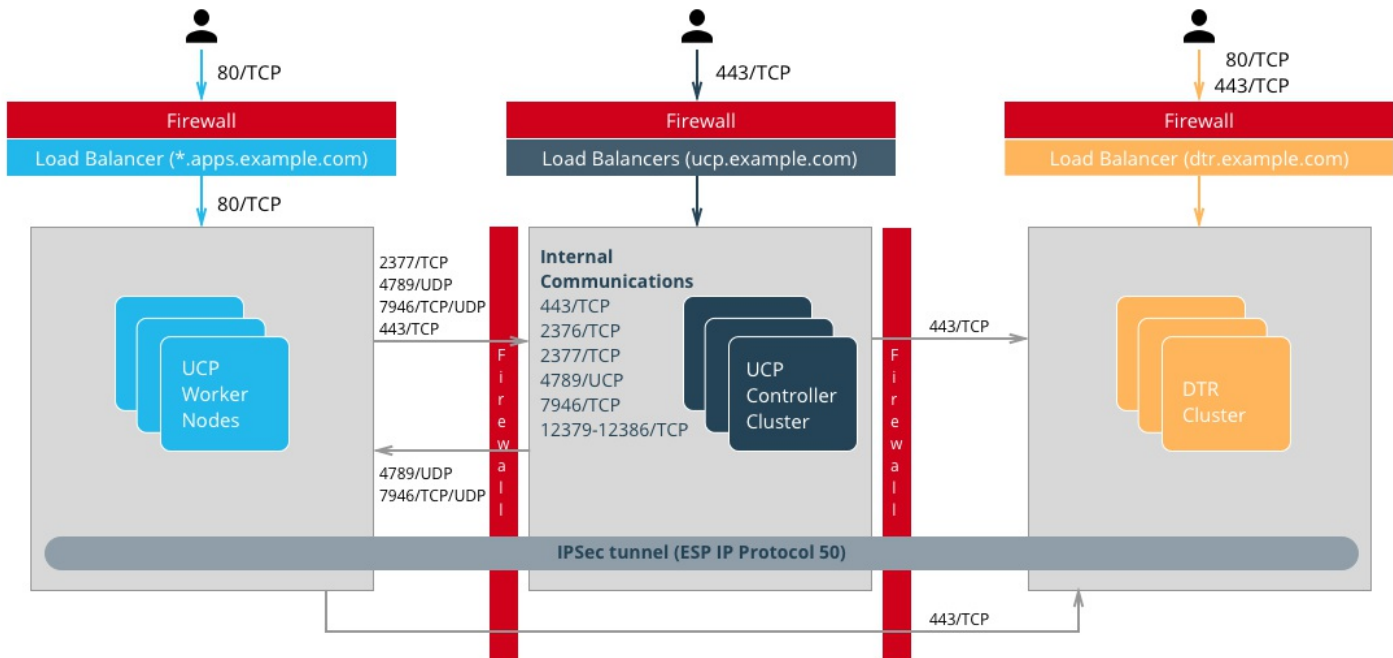 80/TCP
443/TCP
80/TCP
443/TCP
Firewall
Firewall
Firewall
Load Balancer (*.apps.example.com)
Load Balancers (ucp.example.com)
Load Balancer (dtr.example.com)
80/TCP
2377/TCP
4789/UDP
7946/TCP/UDP
443/TCP
UCP
Worker
Nodes
4789/UDP
7946/TCP/UDP
Firewall
Internal
Communications
443/TCP
2376/TCP
2377/TCP
4789/UCP
7946/TCP
12379-12386/TCP
UCP
Controller
Cluster
Firewall
443/TCP
DTR
Cluster
IPSec tunnel (ESP IP Protocol 50)
443/TCP